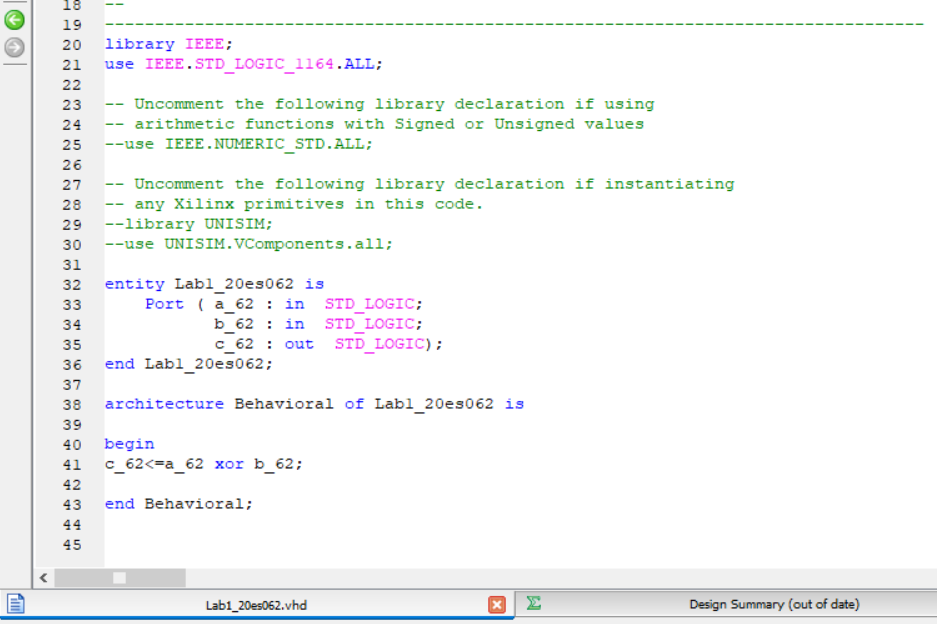 18 --
19 ----------------------------------------------------------------------------------
20 library IEEE;
21 use IEEE.STD_LOGIC_1164.ALL;
22
23 -- Uncomment the following library declaration if using
24 -- arithmetic functions with Signed or Unsigned values
25 --use IEEE.NUMERIC_STD.ALL;
26
27 -- Uncomment the following library declaration if instantiating
28 -- any Xilinx primitives in this code.
29 --library UNISIM;
30 --use UNISIM.VComponents.all;
31
32 entity Lab1_20es062 is
33     Port ( a_62 : in  STD_LOGIC;
34            b_62 : in  STD_LOGIC;
35            c_62 : out  STD_LOGIC);
36 end Lab1_20es062;
37
38 architecture Behavioral of Lab1_20es062 is
39
40 begin
41 c_62<=a_62 xor b_62;
42
43 end Behavioral;
44
45
Lab1_20es062.vhd
Σ Design Summary (out of date)